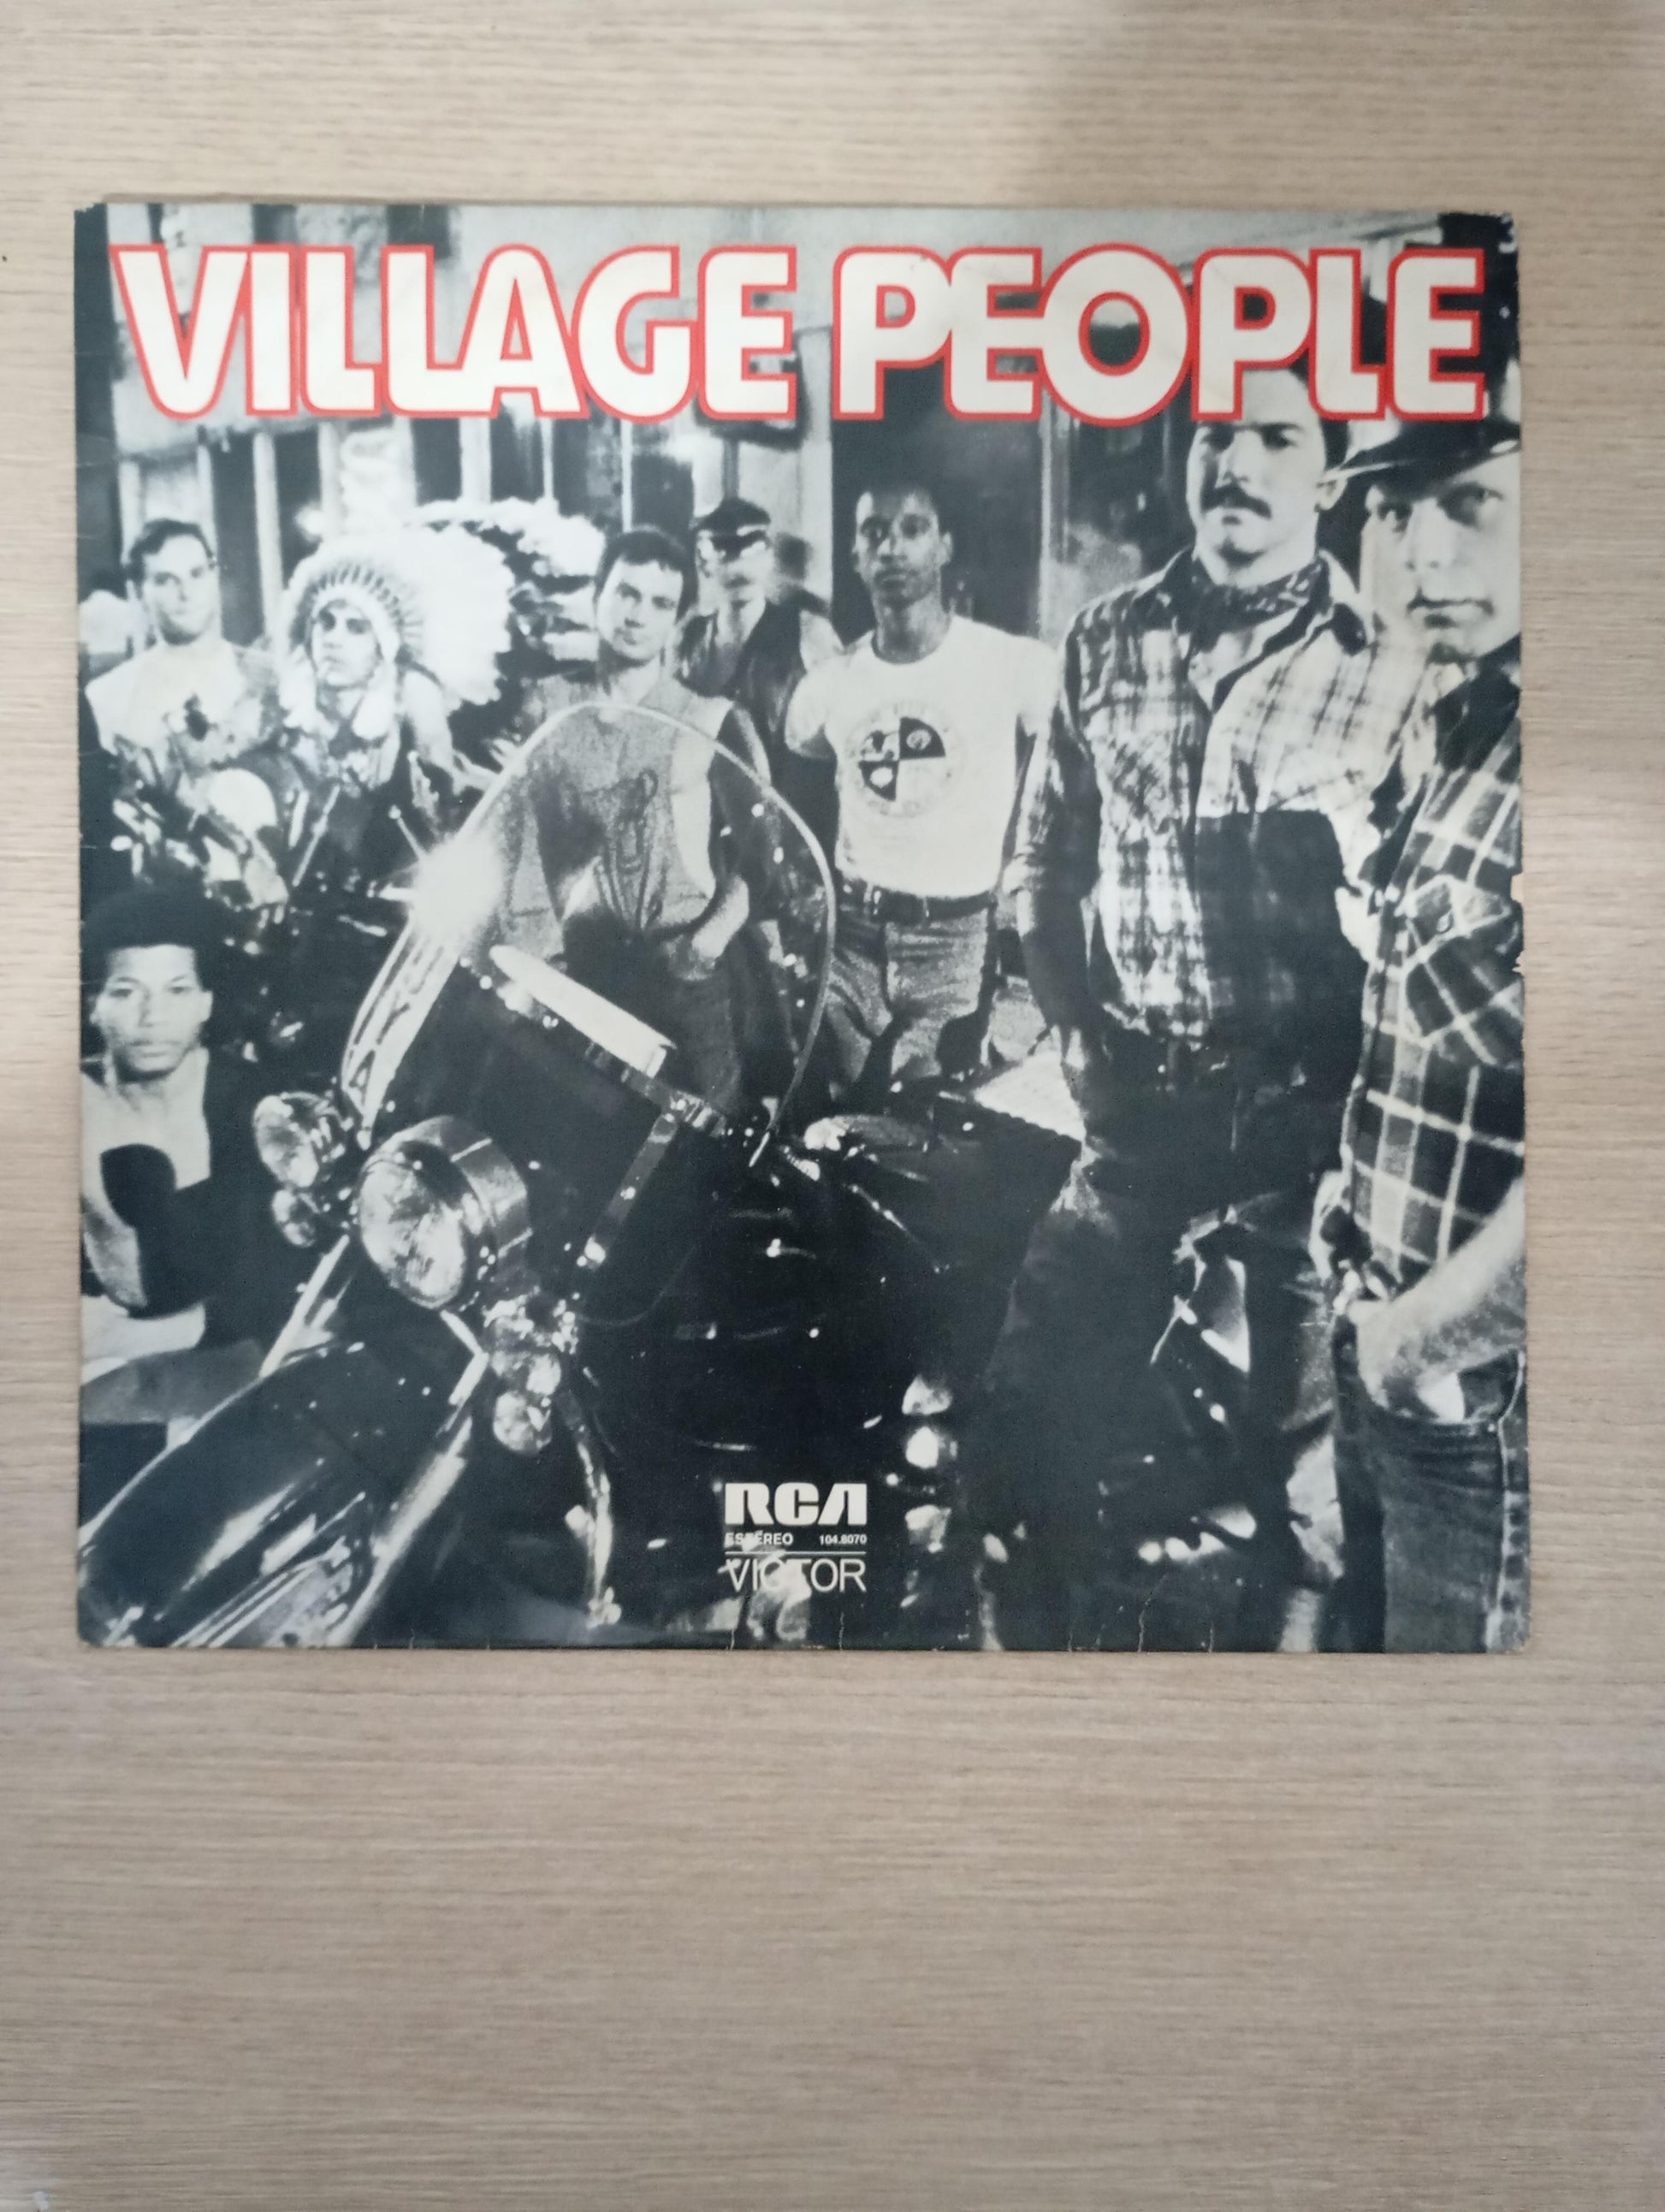 VILLAGE PEOPLE
RCA
ESTÉREO 104.8070
VICTOR